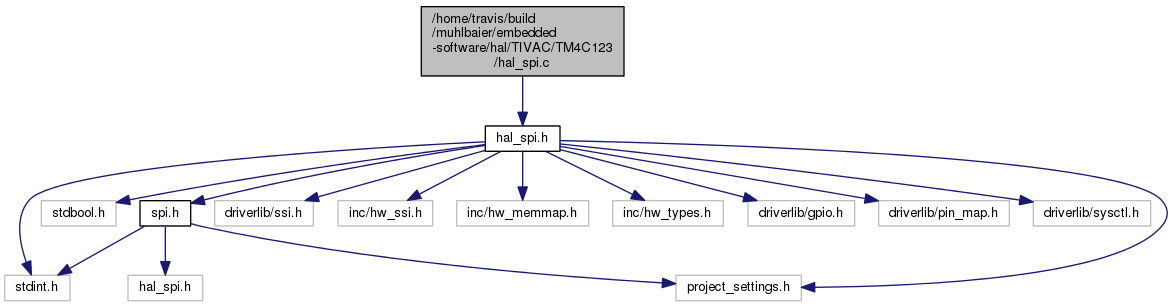 /home/travis/build
/muhlbaier/embedded
-software/hal/TIVAC/TM4C123
/hal_spi.c
hal_spi.h
stdbool.h
spi.h
driverlib/ssi.h
inc/hw_ssi.h
inc/hw_memmap.h
inc/hw_types.h
driverlib/gpio.h
driverlib/pin_map.h
driverlib/sysctl.h
stdint.h
hal_spi.h
project_settings.h